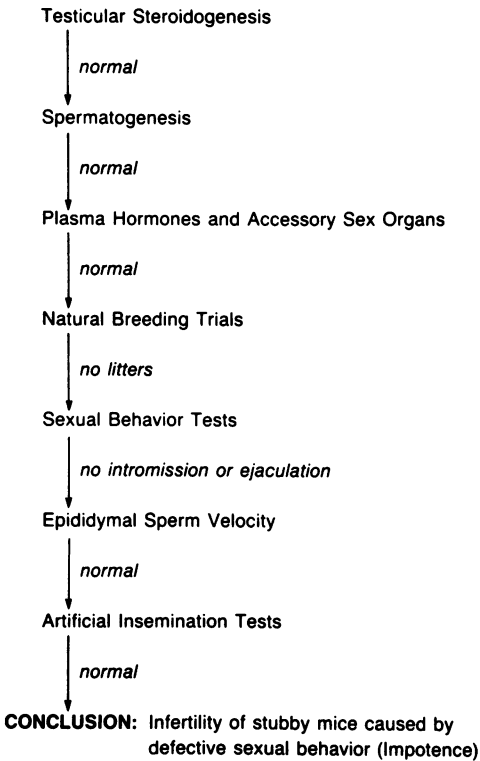 Testicular Steroidogenesis
normal
Spermatogenesis
normal
Plasma Hormones and Accessory Sex Organs
normal
Natural Breeding Trials
no litters
Sexual Behavior Tests
no intromission or ejaculation
Epididymal Sperm Velocity
normal
Artificial Insemination Tests
normal
CONCLUSION: Infertility of stubby mice caused by
defective sexual behavior (Impotence)